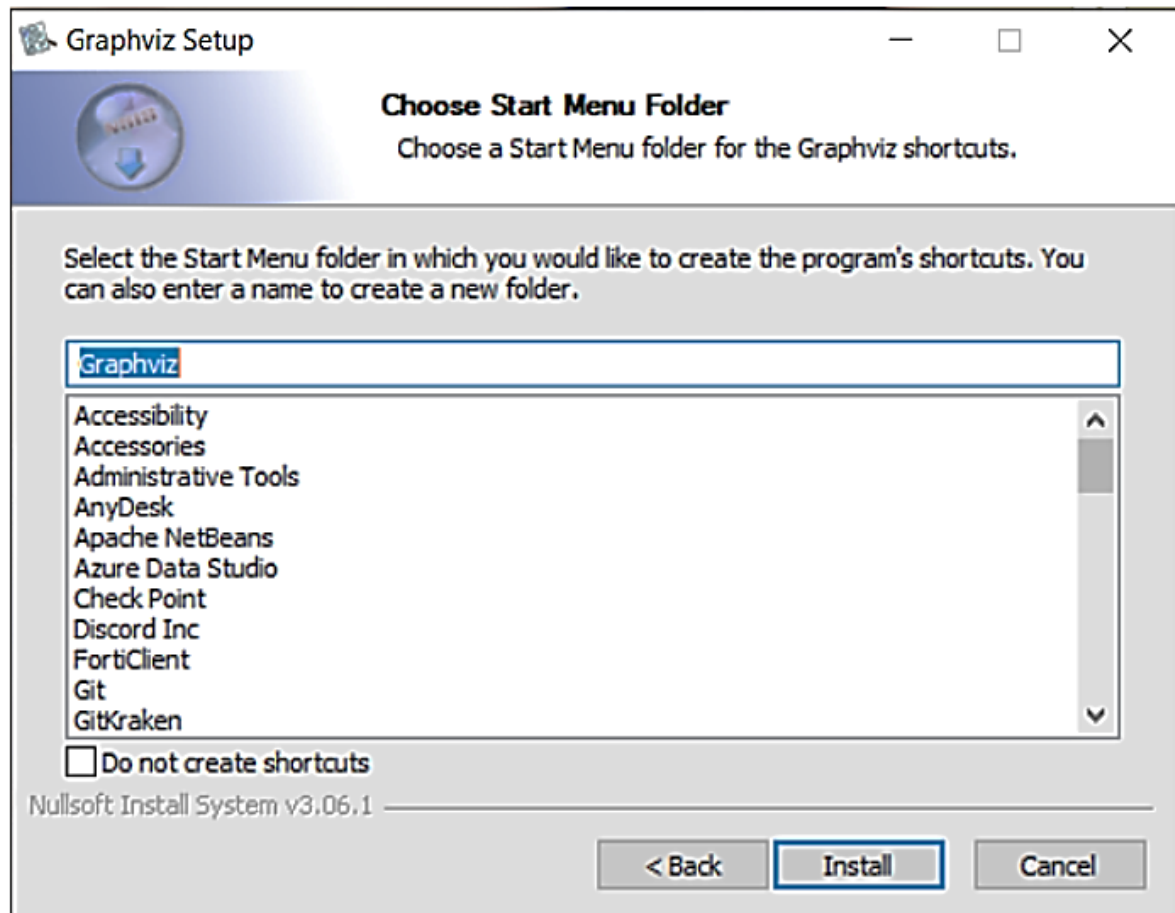 Graphviz Setup
Choose Start Menu Folder
Choose a Start Menu folder for the Graphviz shortcuts.
Select the Start Menu folder in which you would like to create the program's shortcuts. You
can also enter a name to create a new folder.
Graphviz
Accessibility
Accessories
Administrative Tools
AnyDesk
Apache NetBeans
Azure Data Studio
Check Point
Discord Inc
FortiClient
Git
GitKraken
Do not create shortcuts
Nullsoft Install System v3.06.1
< Back
Install
Cancel